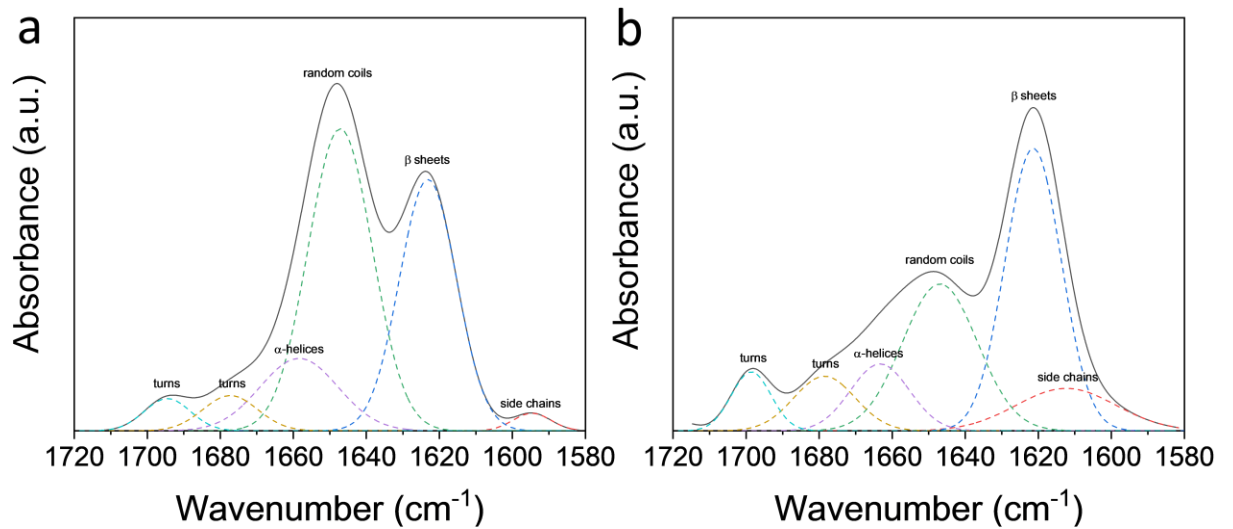 a
Absorbance (a.u.)
random coils
β sheets
α-helices
turns
turns
side chains
1720 1700 1680 1660 1640 1620 1600 1580
Wavenumber (cm⁻¹)
b
Absorbance (a.u.)
β sheets
random coils
α-helices
turns
turns
side chains
1720 1700 1680 1660 1640 1620 1600 1580
Wavenumber (cm⁻¹)